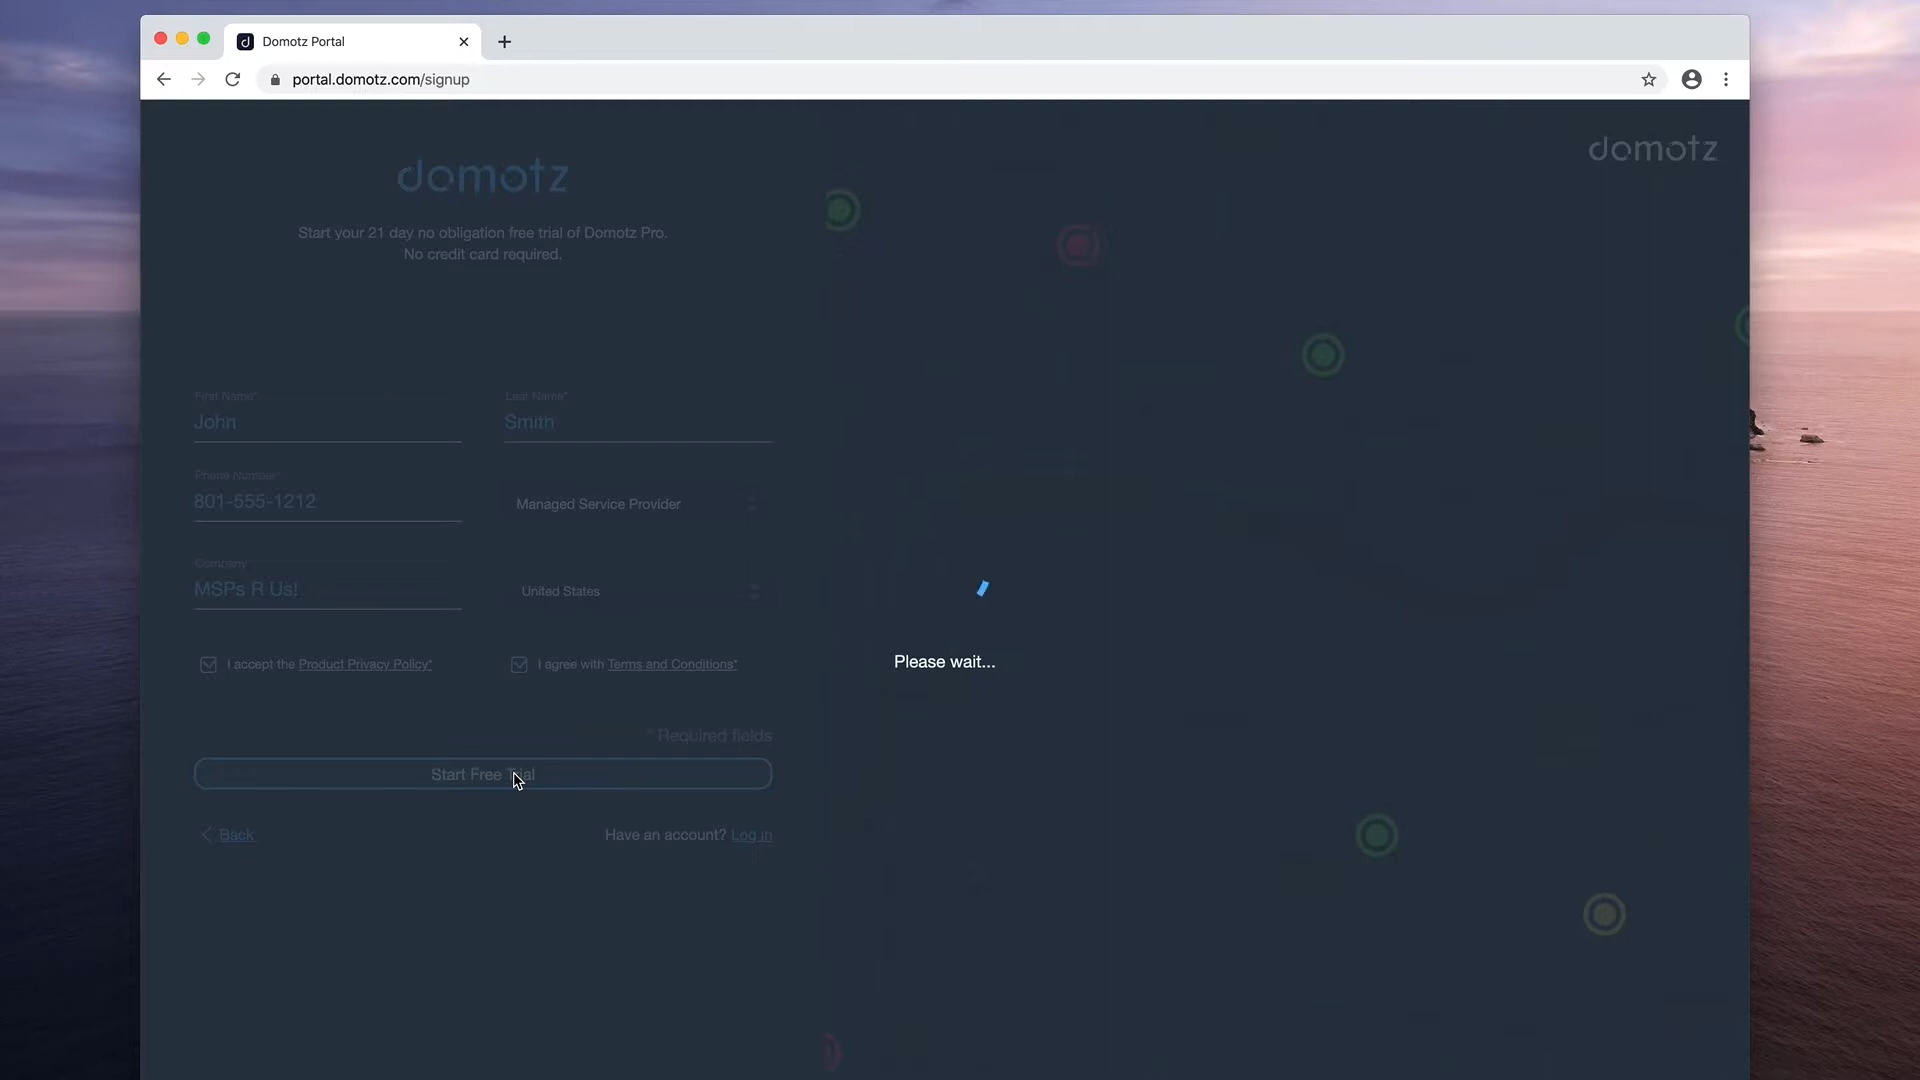 Domotz Portal
portal.domotz.com/signup
domotz
domotz
Start your 21 day no obligation free trial of Domotz Pro.
No credit card required.
First Name*
Last Name*
John
Smith
Phone Number*
801-555-1212
Managed Service Provider
Company
MSPs R Us!
United States
I accept the Product Privacy Policy*
I agree with Terms and Conditions*
Please wait...
* Required fields
Start Free Trial
Back
Have an account? Log in